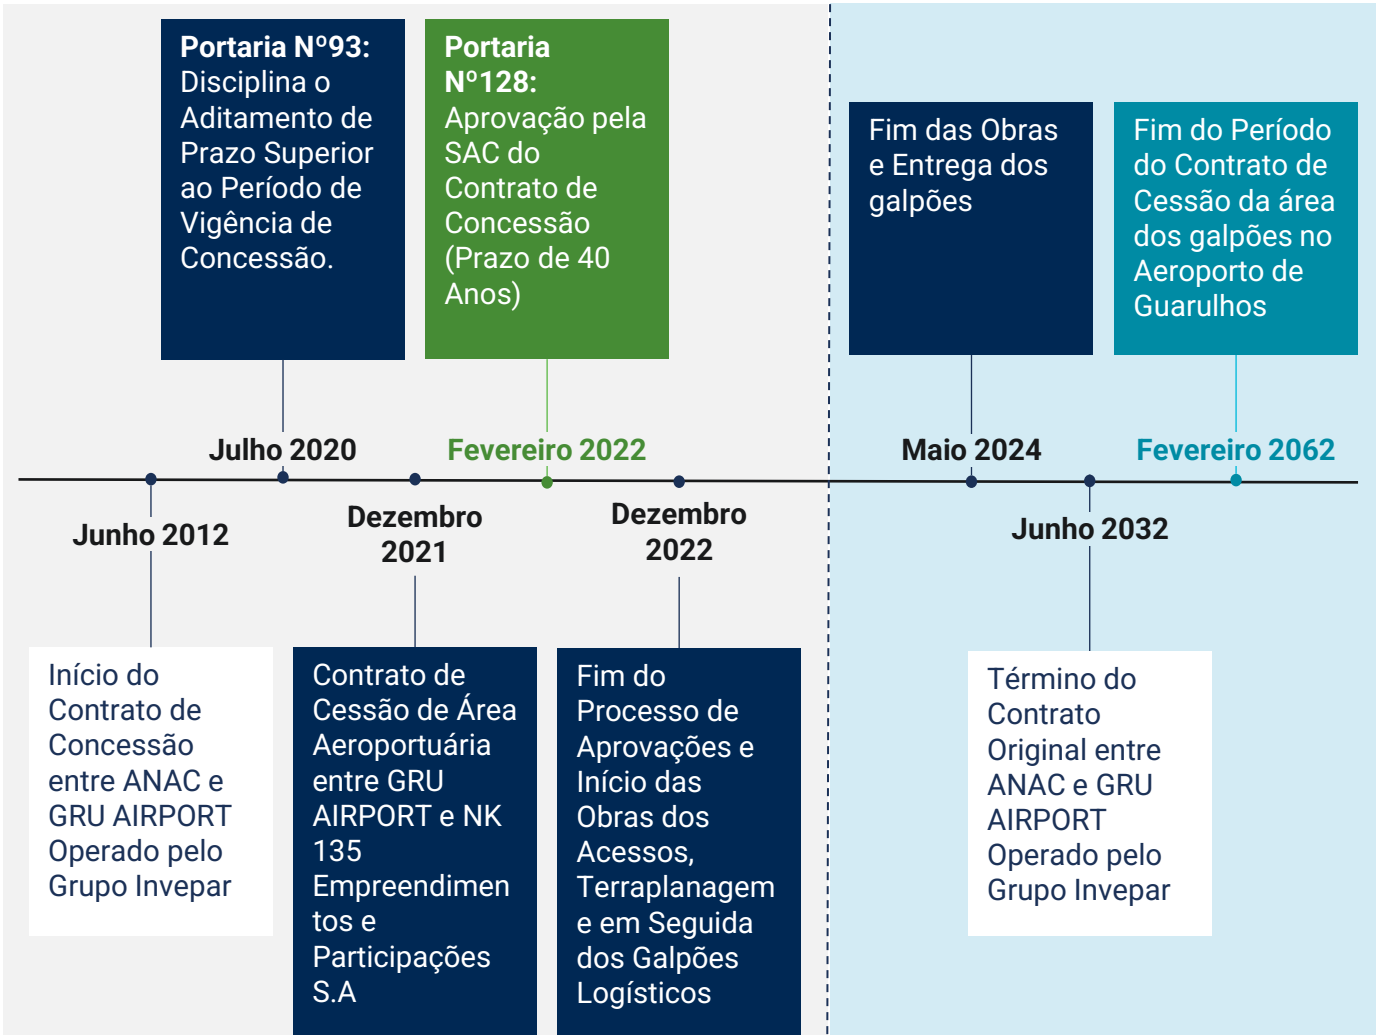 Portaria Nº93:
Disciplina o
Aditamento de
Prazo Superior
ao Período de
Vigência de
Concessão.
Portaria
Nº128:
Aprovação pela
SAC do
Contrato de
Concessão
(Prazo de 40
Anos)
Fim das Obras
e Entrega dos
galpões
Fim do Período
do Contrato de
Cessão da área
dos galpões no
Aeroporto de
Guarulhos
Julho 2020
Fevereiro 2022
Maio 2024
Fevereiro 2062
Junho 2012
Dezembro
2021
Dezembro
2022
Junho 2032
Início do
Contrato de
Concessão
entre ANAC e
GRU AIRPORT
Operado pelo
Grupo Invepar
Contrato de
Cessão de Área
Aeroportuária
entre GRU
AIRPORT e NK
135
Empreendimen
tos e
Participações
S.A
Fim do
Processo de
Aprovações e
Início das
Obras dos
Acessos,
Terraplanagem
e em Seguida
dos Galpões
Logísticos
Término do
Contrato
Original entre
ANAC e GRU
AIRPORT
Operado pelo
Grupo Invepar